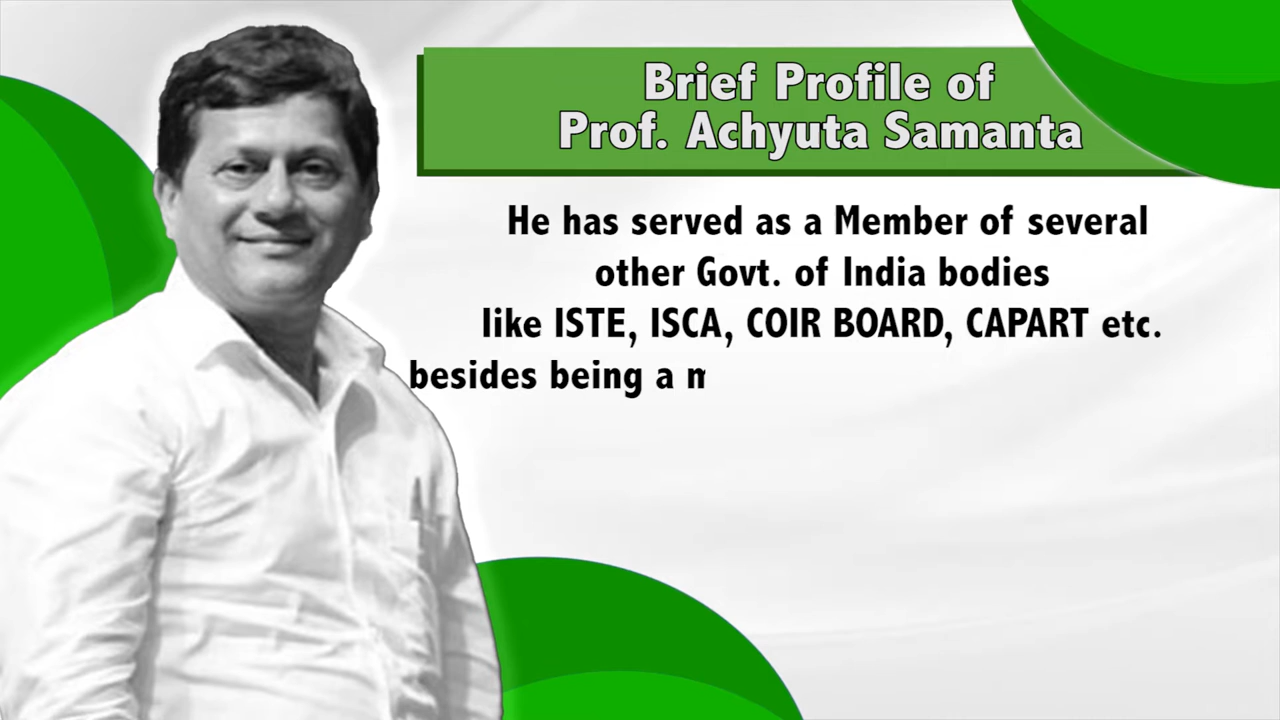 Brief Profile of
Prof. Achyuta Samanta
He has served as a Member of several
other Govt. of India bodies
like ISTE, ISCA, COIR BOARD, CAPART etc.
besides being a